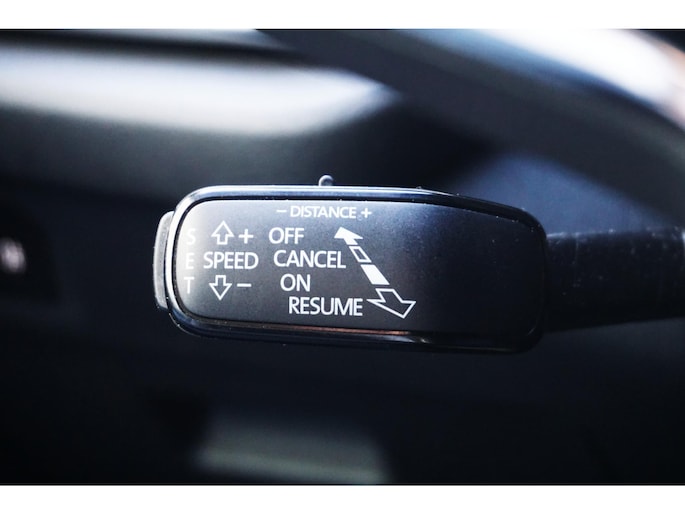 - DISTANCE +
S + OFF
E SPEED CANCEL
T - ON
RESUME